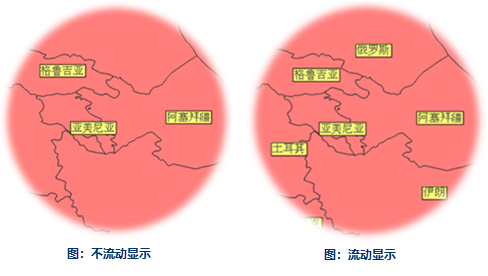 格鲁吉亚
阿塞拜疆
亚美尼亚
图：不流动显示
俄罗斯
格鲁吉亚
阿塞拜疆
亚美尼亚
土耳其
伊朗
图：流动显示